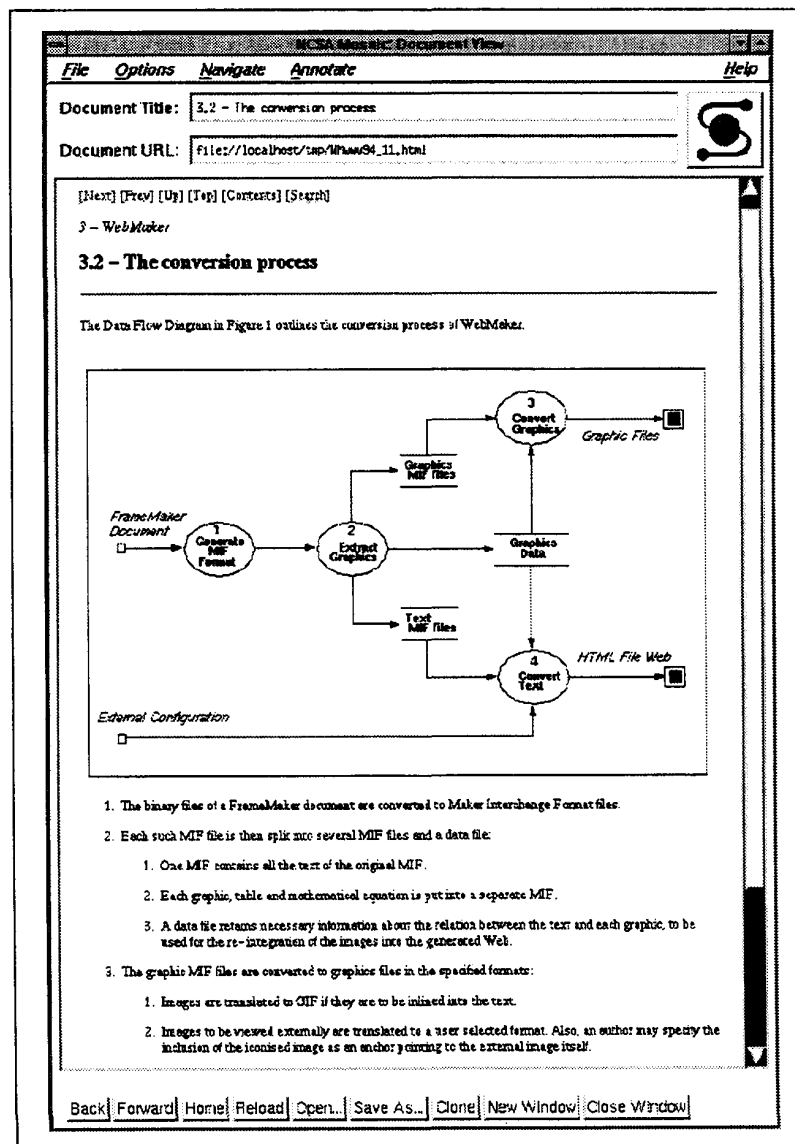 NCSA Mosaic: Document View
File Options Navigate Annotate Help
Document Title: 3.2 - The conversion process
Document URL: file://localhost/tmp/WMwww94_11.html
[Next] [Prev] [Up] [Top] [Contents] [Search]
3 – WebMaker
3.2 – The conversion process
The Data Flow Diagram in Figure 1 outlines the conversion process of WebMaker.
3
Convert
Graphics
Graphic Files
Graphics
MIF files
FrameMaker
Document
1
Generate
MIF
Format
2
Extract
Graphics
Graphics
Data
Text
MIF files
4
Convert
Text
HTML File Web
External Configuration
1. The binary files of a FrameMaker document are converted to Maker Interchange Format files.
2. Each such MIF file is then split into several MIF files and a data file:
1. One MIF contains all the text of the original MIF.
2. Each graphic, table and mathematical equation is put into a separate MIF.
3. A data file retains necessary information about the relation between the text and each graphic, to be
used for the re-integration of the images into the generated Web.
3. The graphic MIF files are converted to graphics files in the specified formats:
1. Images are translated to GIF if they are to be inlined into the text.
2. Images to be viewed externally are translated to a user selected format. Also, an author may specify the
inclusion of the iconised image as an anchor pointing to the external image itself.
Back Forward Home Reload Open... Save As... Clone New Window Close Window